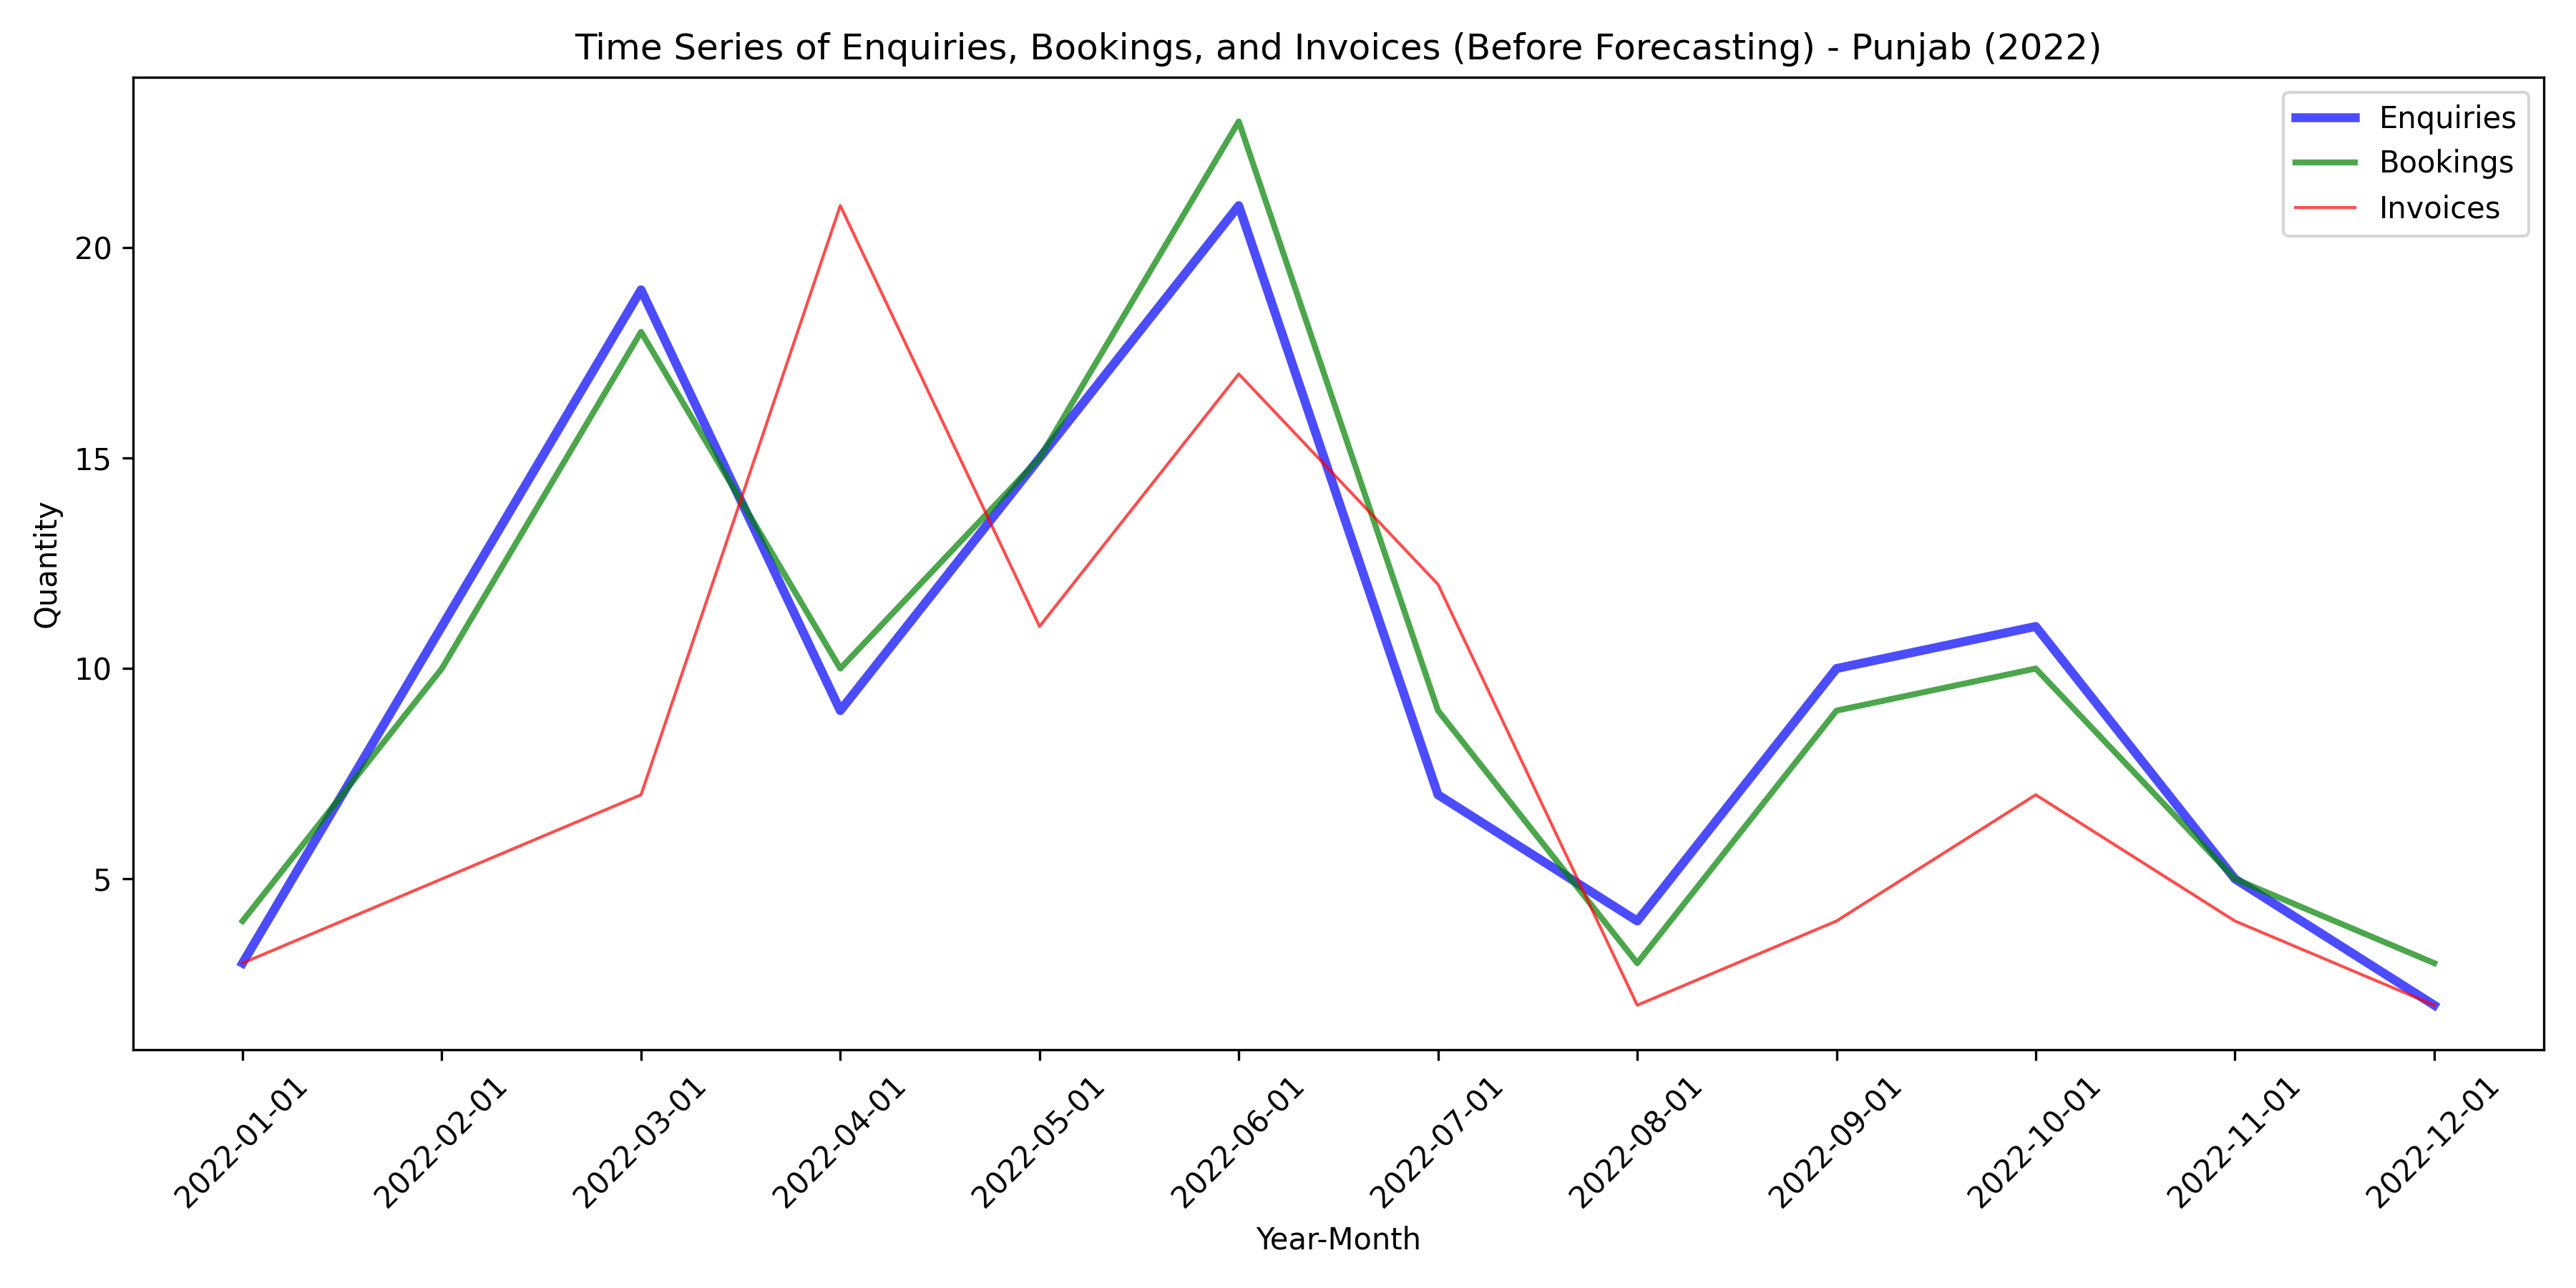 Time Series of Enquiries, Bookings, and Invoices (Before Forecasting) - Punjab (2022)
Enquiries
Bookings
Invoices
Quantity
20
15
10
5
2022-01-01
2022-02-01
2022-03-01
2022-04-01
2022-05-01
2022-06-01
2022-07-01
2022-08-01
2022-09-01
2022-10-01
2022-11-01
2022-12-01
Year-Month